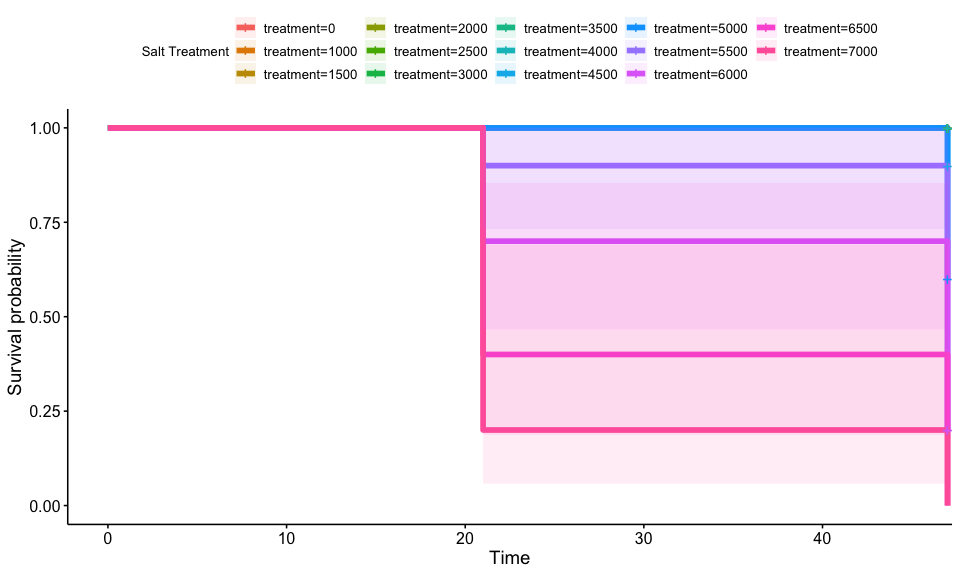 treatment=0 treatment=2000 treatment=3500 treatment=5000 treatment=6500
Salt Treatment treatment=1000 treatment=2500 treatment=4000 treatment=5500 treatment=7000
treatment=1500 treatment=3000 treatment=4500 treatment=6000
1.00
0.75
0.50
0.25
0.00
Survival probability
0 10 20 30 40
Time